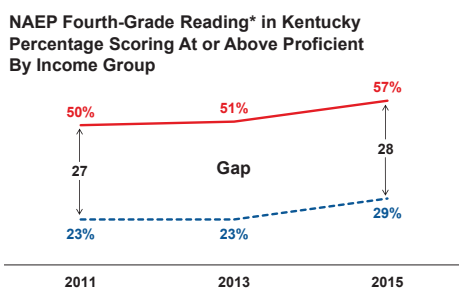 NAEP Fourth-Grade Reading* in Kentucky
Percentage Scoring At or Above Proficient
By Income Group
57%
50%
51%
27
Gap
28
23%
23%
29%
2011
2013
2015